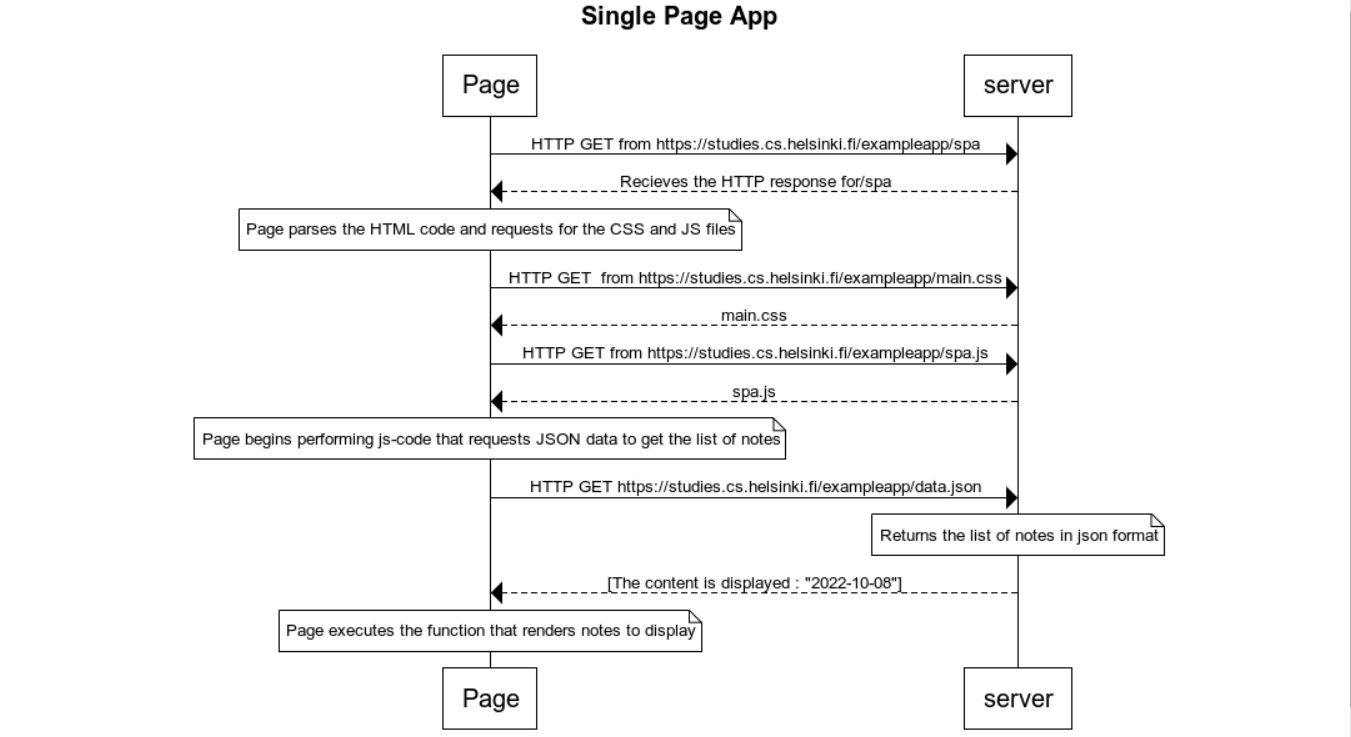 Single Page App
Page
server
HTTP GET from https://studies.cs.helsinki.fi/exampleapp/spa
Recieves the HTTP response for/spa
Page parses the HTML code and requests for the CSS and JS files
HTTP GET  from https://studies.cs.helsinki.fi/exampleapp/main.css
main.css
HTTP GET from https://studies.cs.helsinki.fi/exampleapp/spa.js
spa.js
Page begins performing js-code that requests JSON data to get the list of notes
HTTP GET https://studies.cs.helsinki.fi/exampleapp/data.json
Returns the list of notes in json format
[The content is displayed : "2022-10-08"]
Page executes the function that renders notes to display
Page
server